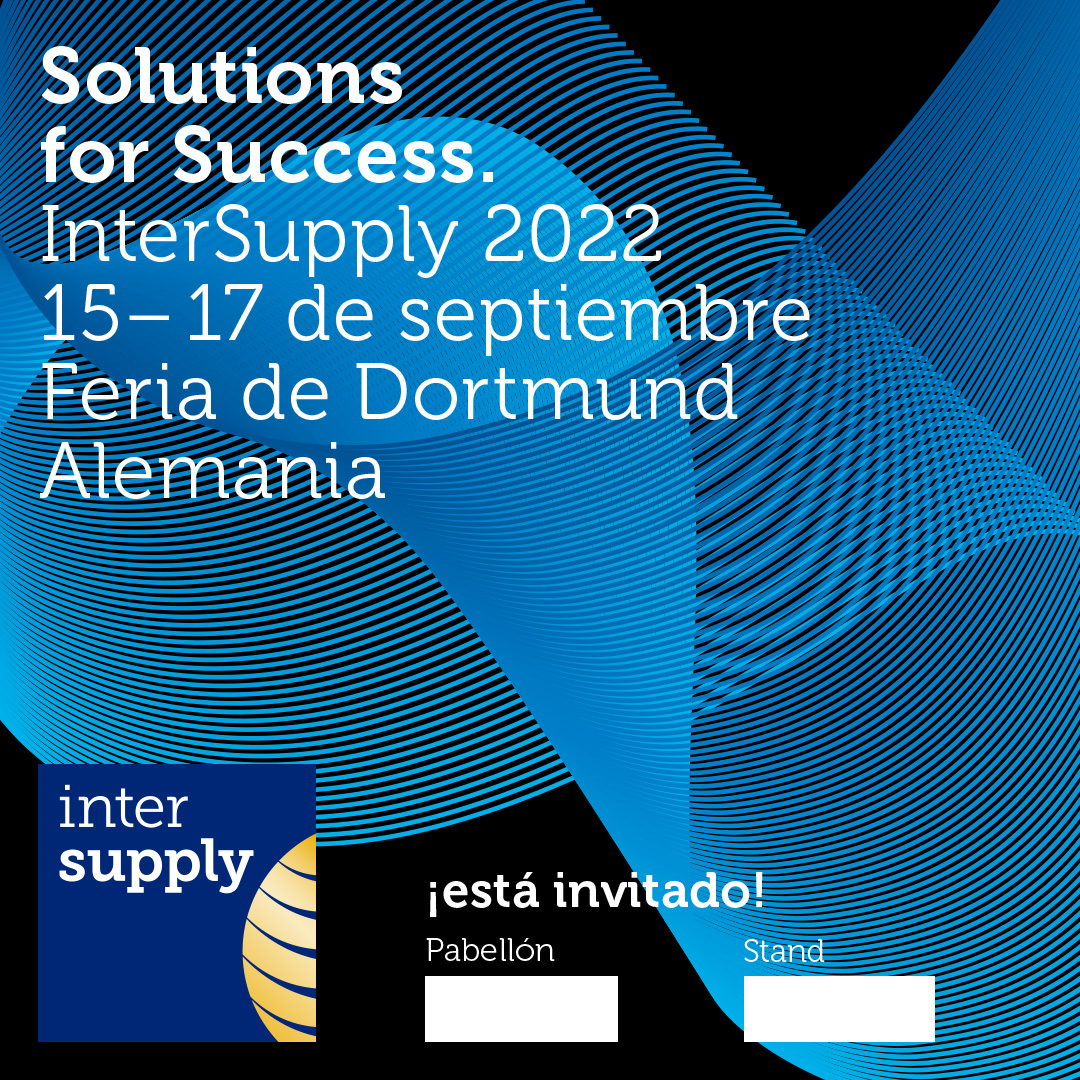 Solutions
for Success.
InterSupply 2022
15–17 de septiembre
Feria de Dortmund
Alemania
inter
supply
¡está invitado!
Pabellón
Stand